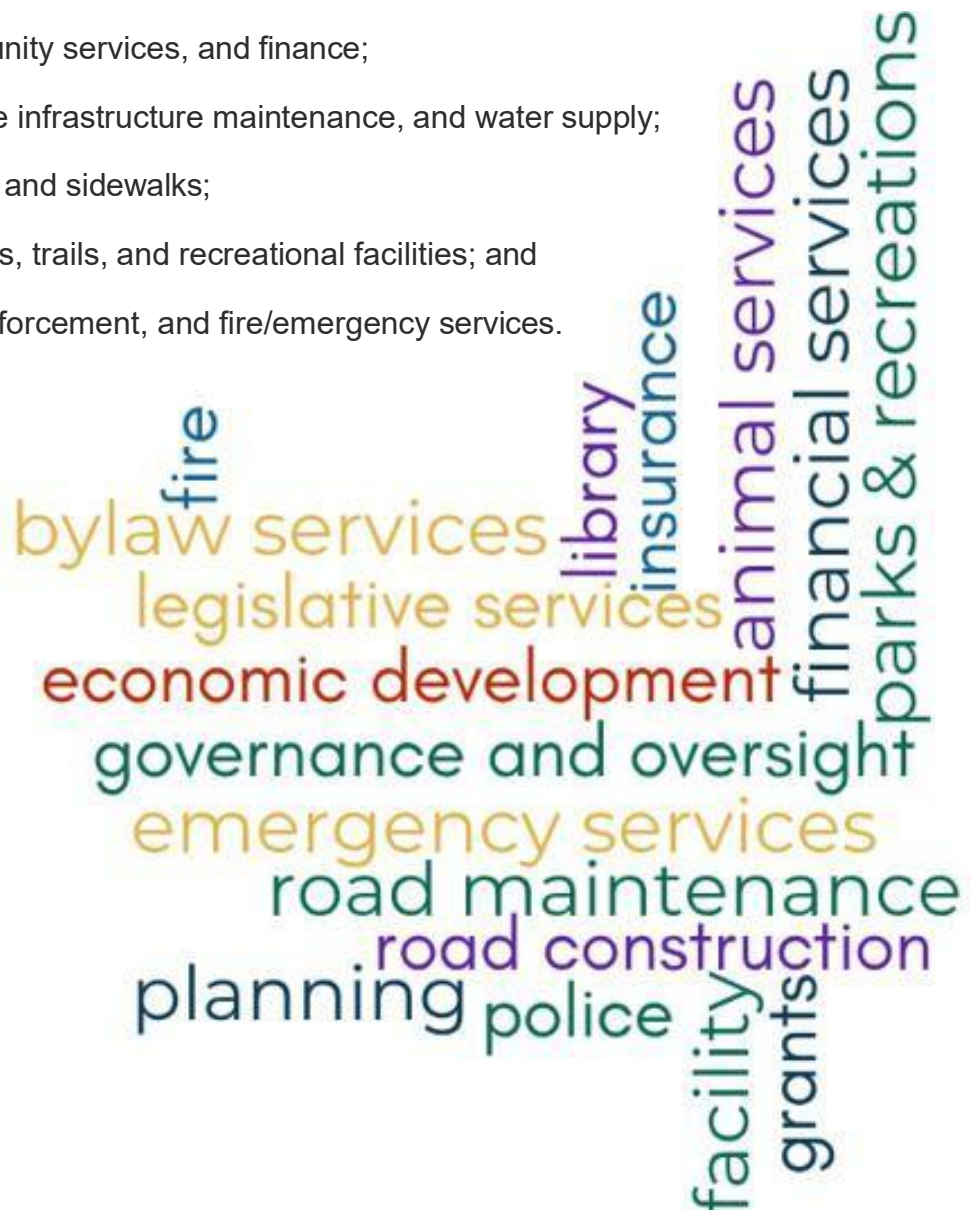 unity services, and finance;
e infrastructure maintenance, and water supply;
and sidewalks;
s, trails, and recreational facilities; and
forcement, and fire/emergency services.
fire
library
insurance
animal services
financial services
parks & recreations
bylaw services
legislative services
economic development
governance and oversight
emergency services
road maintenance
road construction
planning
police
facility
grants